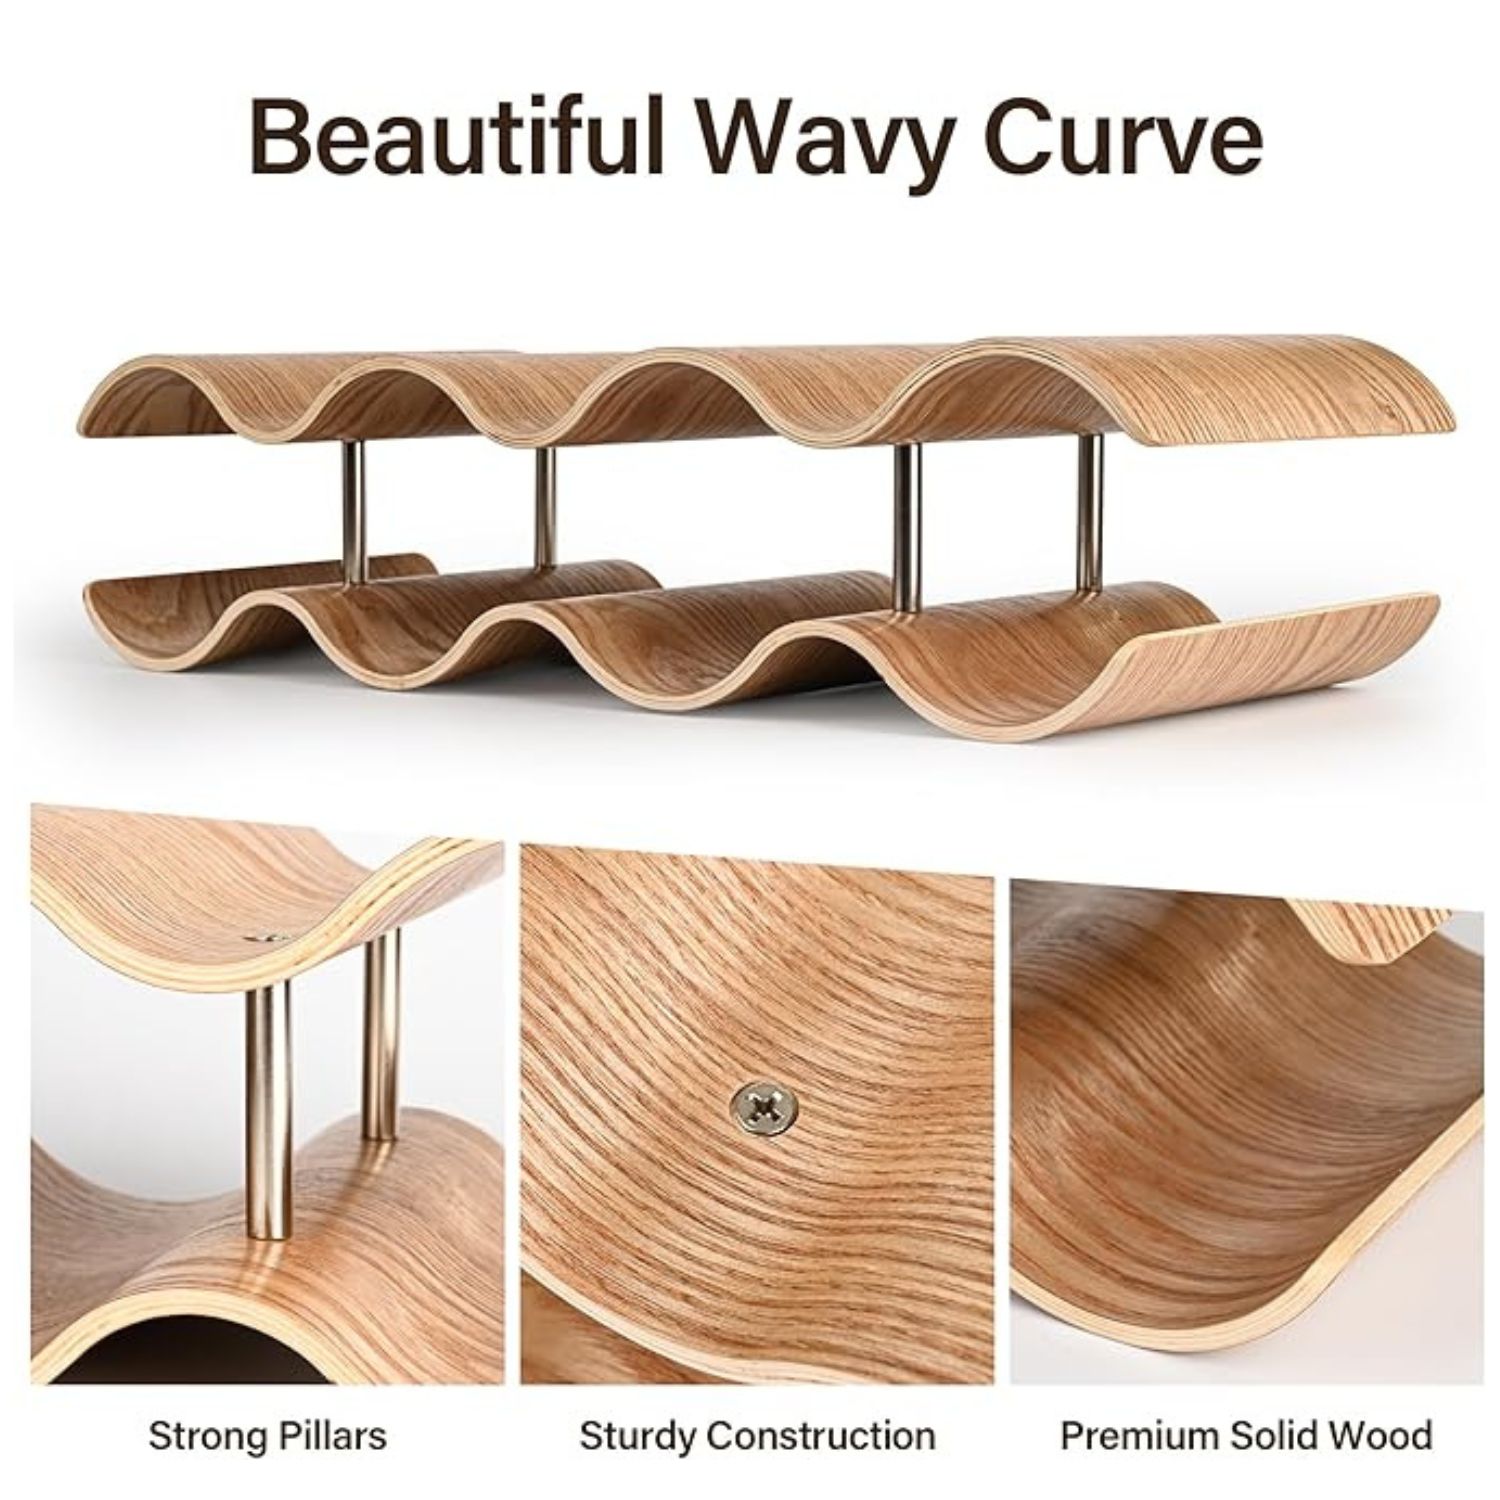 Beautiful Wavy Curve
Strong Pillars
Sturdy Construction
Premium Solid Wood